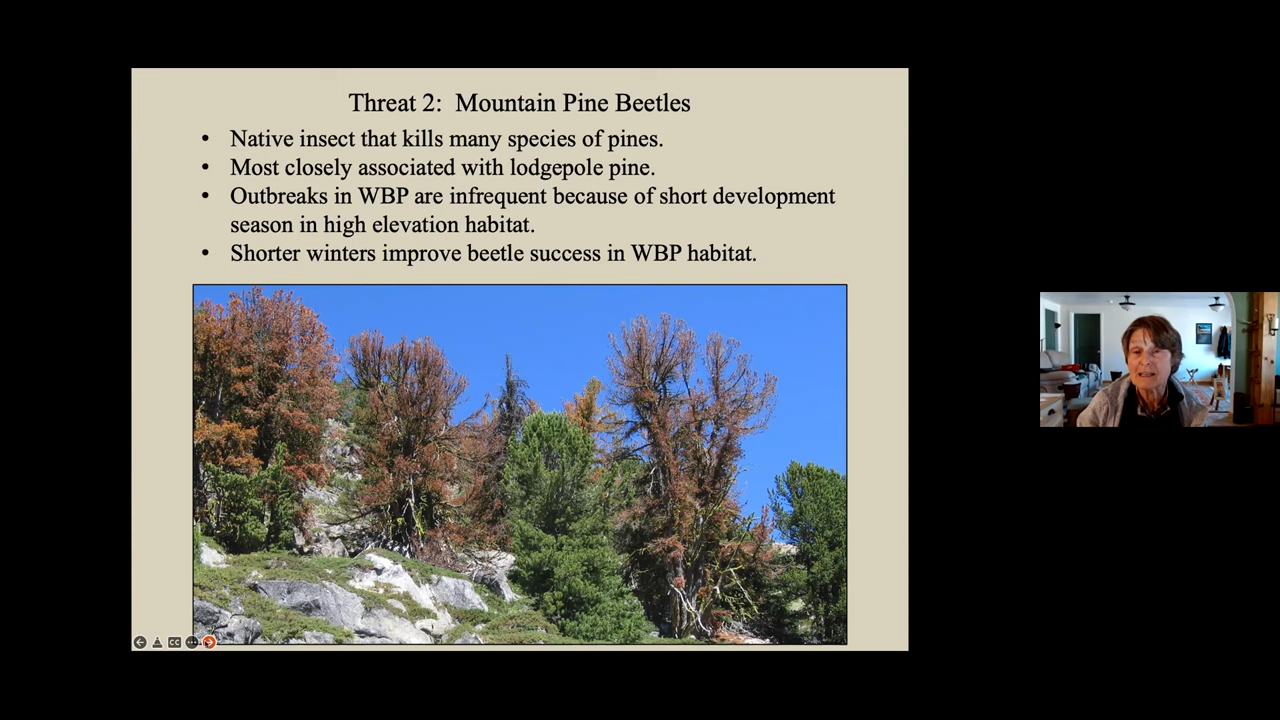 Threat 2:  Mountain Pine Beetles
• Native insect that kills many species of pines.
• Most closely associated with lodgepole pine.
• Outbreaks in WBP are infrequent because of short development
season in high elevation habitat.
• Shorter winters improve beetle success in WBP habitat.
CC